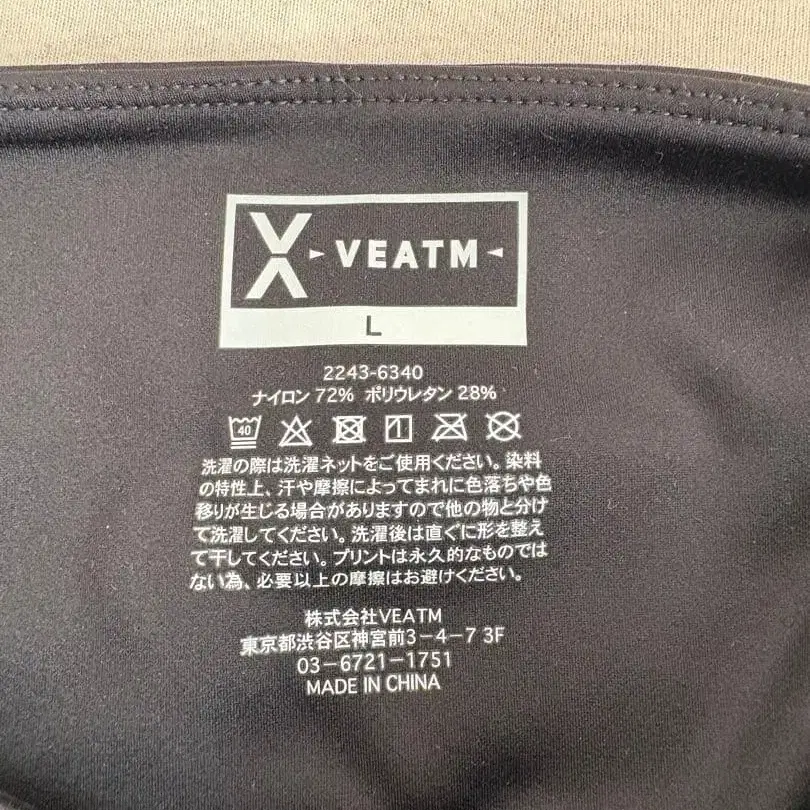 VEATM
L
2243-6340
ナイロン 72% ポリウレタン 28%
40
洗濯の際は洗濯ネットをご使用ください。染料
の特性上、汗や摩擦によってまれに色落ちや色
移りが生じる場合がありますので他の物と分け
て洗濯してください。洗濯後は直ぐに形を整え
て干してください。プリントは永久的なものでは
ない為、必要以上の摩擦はお避けください。
株式会社VEATM
東京都渋谷区神宮前3-4-7 3F
03-6721-1751
MADE IN CHINA